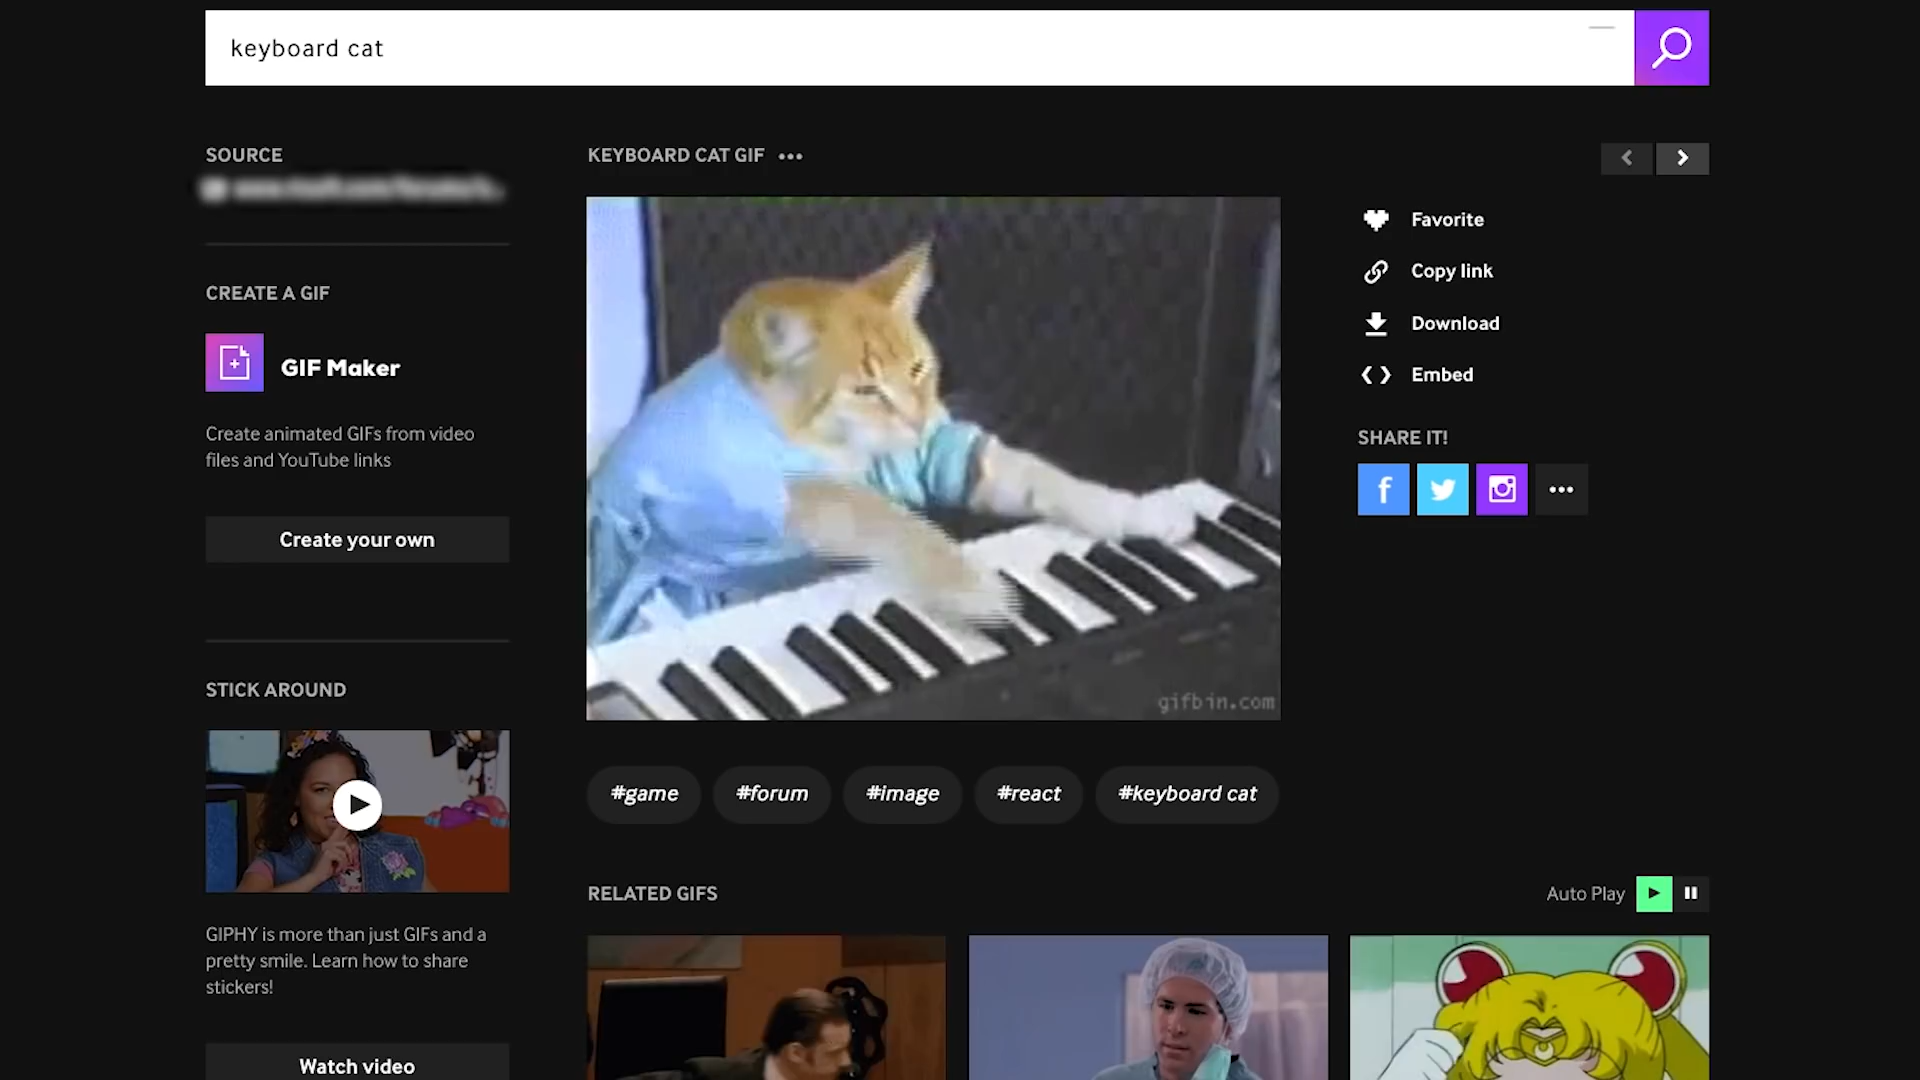 keyboard cat
SOURCE
KEYBOARD CAT GIF
CREATE A GIF
GIF Maker
Create animated GIFs from video
files and YouTube links
Create your own
STICK AROUND
GIPHY is more than just GIFs and a
pretty smile. Learn how to share
stickers!
Watch video
gifbin.com
#game
#forum
#image
#react
#keyboard cat
RELATED GIFS
Auto Play
Favorite
Copy link
Download
Embed
SHARE IT!
f